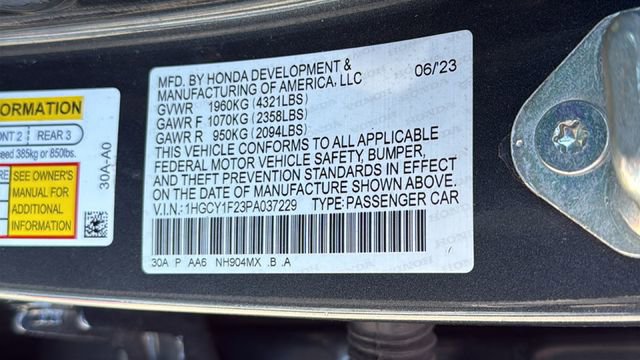 MFD. BY HONDA DEVELOPMENT &
MANUFACTURING OF AMERICA, LLC 06/'23
GVWR 1960KG (4321LBS)
GAWR F 1070KG (2358LBS)
GAWR R 950KG (2094LBS)
THIS VEHICLE CONFORMS TO ALL APPLICABLE
FEDERAL MOTOR VEHICLE SAFETY, BUMPER,
AND THEFT PREVENTION STANDARDS IN EFFECT
ON THE DATE OF MANUFACTURE SHOWN ABOVE.
V.I.N.: 1HGCY1F23PA037229 TYPE: PASSENGER CAR
30A P AA6 NH904MX .B .A
ORMATION
ONT 2 REAR 3
ceed 385kg or 850lbs.
RE SEE OWNER'S
MANUAL FOR
ADDITIONAL
INFORMATION
30A-A0